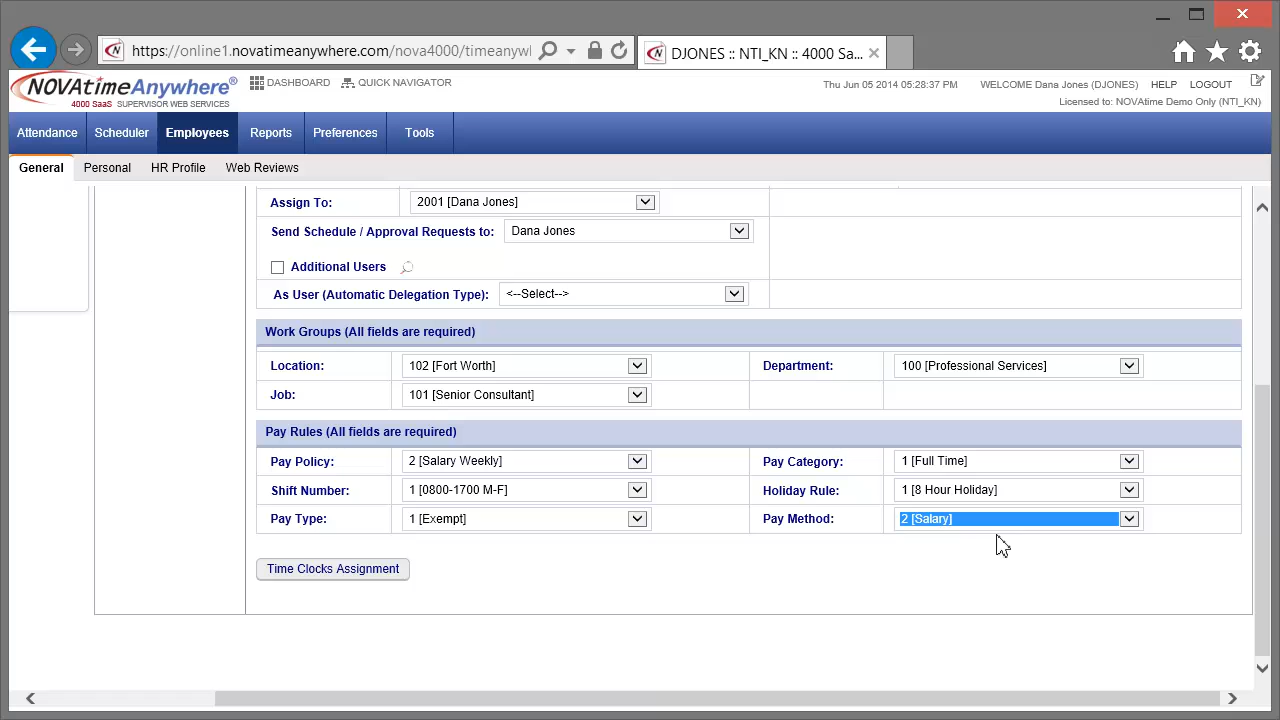 https://online1.novatimeanywhere.com/nova4000/timeanywl
DJONES :: NTI_KN :: 4000 Saa...
NOVAtimeAnywhere®
4000 SaaS SUPERVISOR WEB SERVICES
DASHBOARD QUICK NAVIGATOR
Thu Jun 05 2014 05:28:37 PM WELCOME Dana Jones (DJONES) HELP LOGOUT
Licensed to: NOVAtime Demo Only (NTI_KN)
Attendance Scheduler Employees Reports Preferences Tools
General Personal HR Profile Web Reviews
Assign To: 2001 [Dana Jones]
Send Schedule / Approval Requests to: Dana Jones
Additional Users
As User (Automatic Delegation Type): <--Select-->
Work Groups (All fields are required)
Location: 102 [Fort Worth] Department: 100 [Professional Services]
Job: 101 [Senior Consultant]
Pay Rules (All fields are required)
Pay Policy: 2 [Salary Weekly] Pay Category: 1 [Full Time]
Shift Number: 1 [0800-1700 M-F] Holiday Rule: 1 [8 Hour Holiday]
Pay Type: 1 [Exempt] Pay Method: 2 [Salary]
Time Clocks Assignment